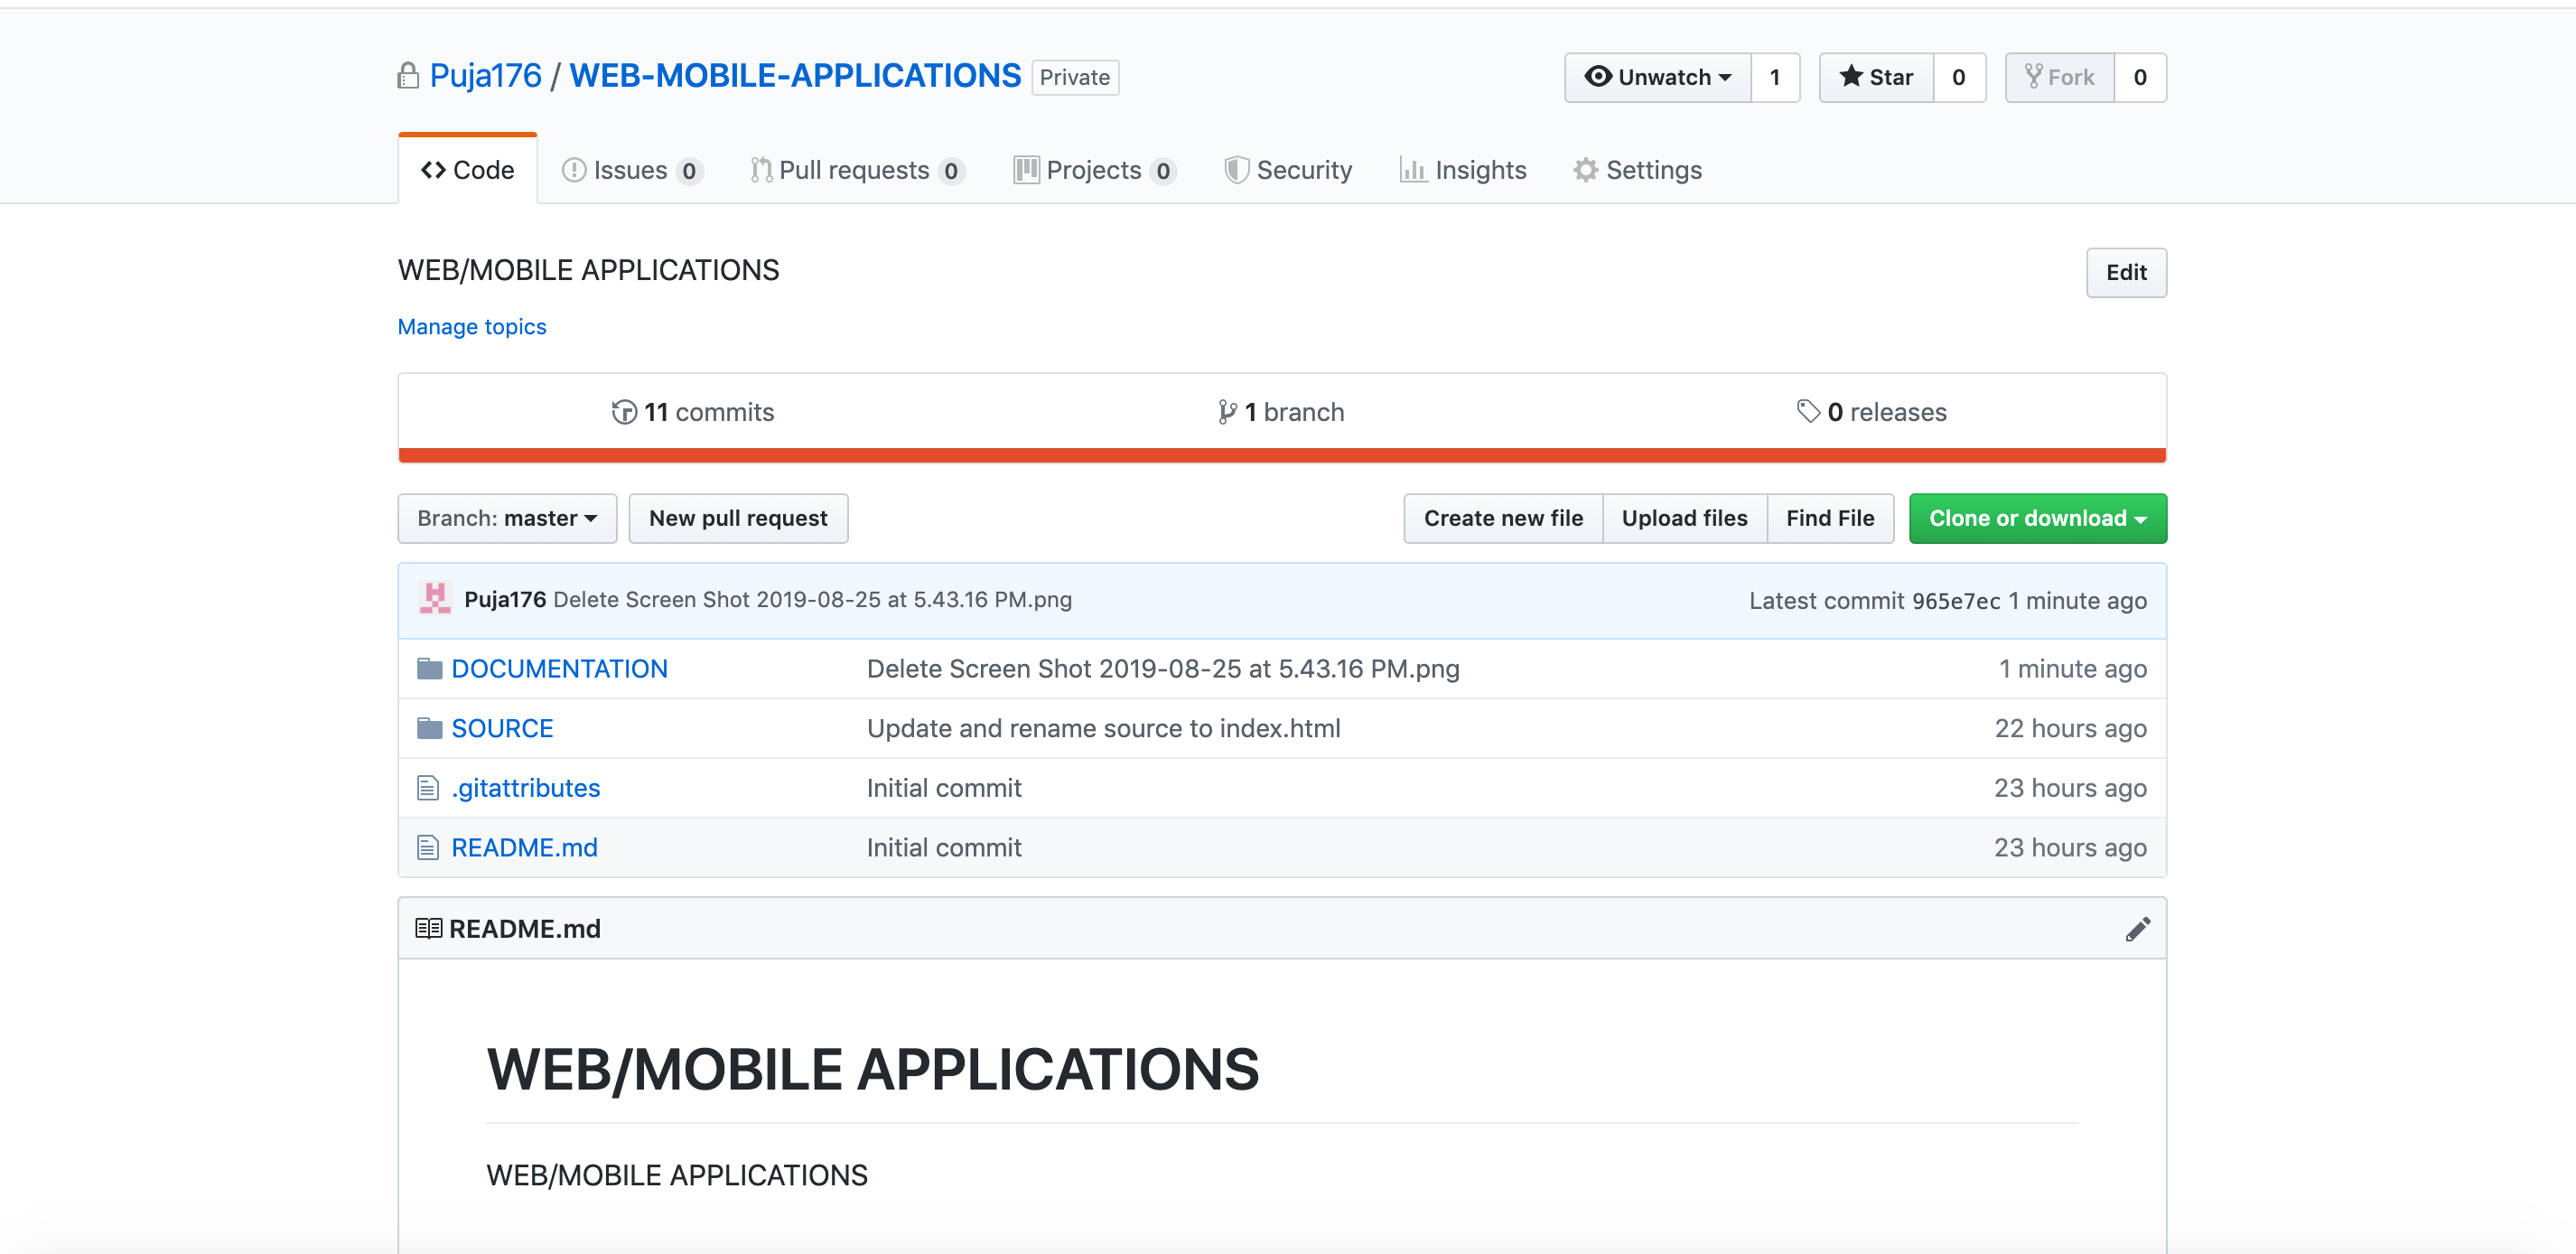 Puja176 / WEB-MOBILE-APPLICATIONS Private Unwatch 1 Star 0 Fork 0
Code Issues 0 Pull requests 0 Projects 0 Security Insights Settings
WEB/MOBILE APPLICATIONS Edit
Manage topics
11 commits 1 branch 0 releases
Branch: master New pull request Create new file Upload files Find File Clone or download
Puja176 Delete Screen Shot 2019-08-25 at 5.43.16 PM.png Latest commit 965e7ec 1 minute ago
DOCUMENTATION Delete Screen Shot 2019-08-25 at 5.43.16 PM.png 1 minute ago
SOURCE Update and rename source to index.html 22 hours ago
.gitattributes Initial commit 23 hours ago
README.md Initial commit 23 hours ago
README.md
WEB/MOBILE APPLICATIONS
WEB/MOBILE APPLICATIONS